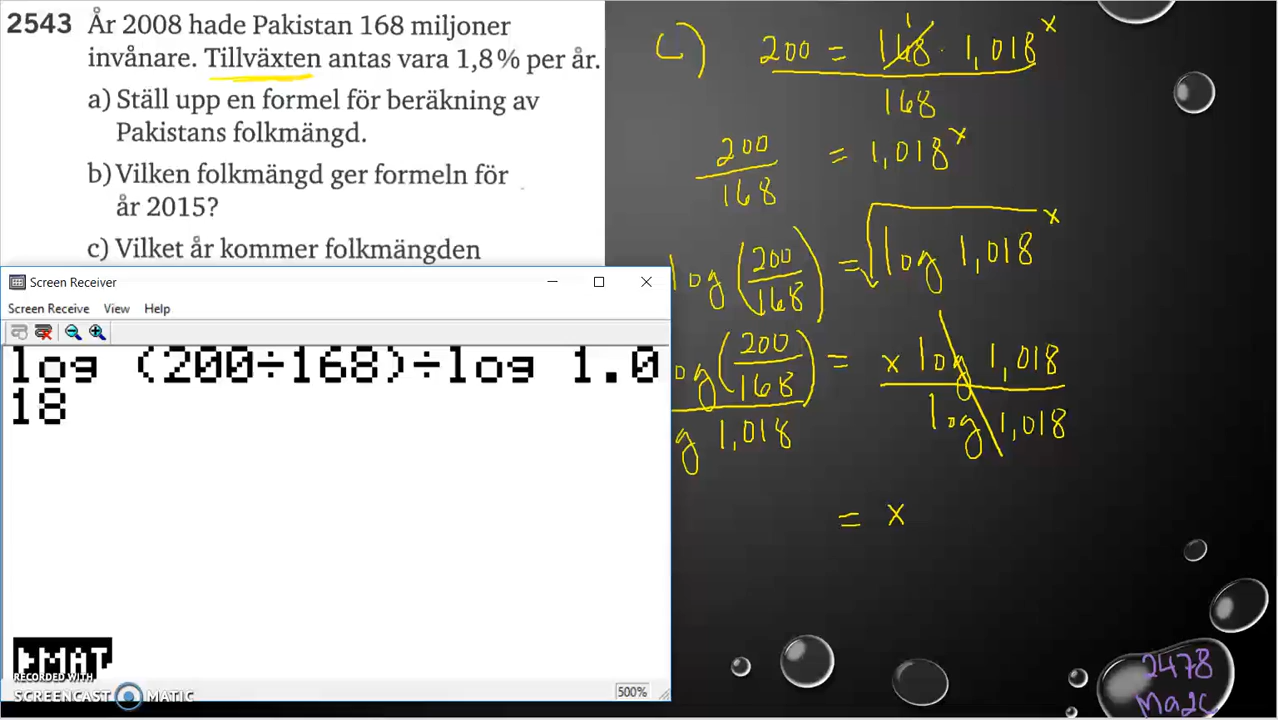 2543 År 2008 hade Pakistan 168 miljoner
invånare. Tillväxten antas vara 1,8% per år.
a) Ställ upp en formel för beräkning av
Pakistans folkmängd.
b) Vilken folkmängd ger formeln för
år 2015?
c) Vilket år kommer folkmängden
Screen Receiver
Screen Receive View Help
log (200÷168)÷log 1.0
18
MAT
RECORDED WITH
SCREENCAST MATIC
500%
c) 200 = 168 · 1,018^x
1
168
200/168 = 1,018^x
log (200/168) = log 1,018^x
og (200/168) = x log 1,018
g 1,018 log 1,018
= x
2478
Ma2c